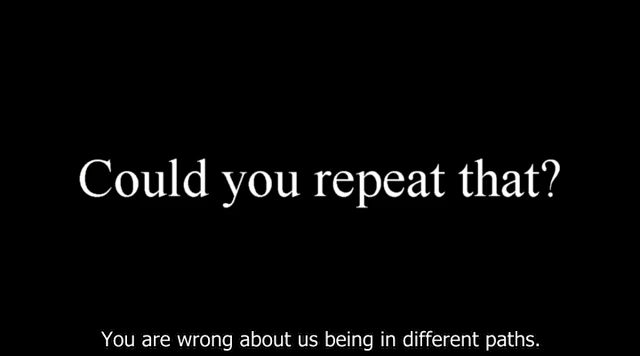 Could you repeat that?
You are wrong about us being in different paths.